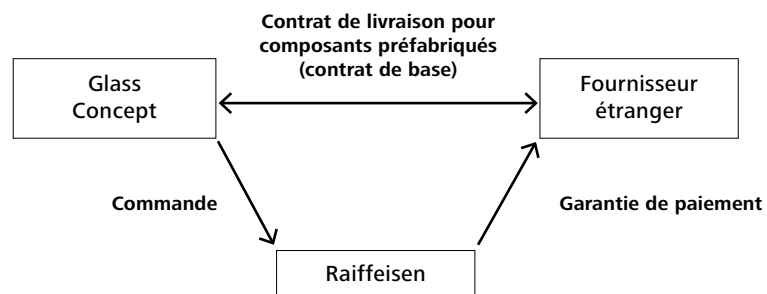 Contrat de livraison pour
composants préfabriqués
(contrat de base)
Glass
Concept
Fournisseur
étranger
Commande
Garantie de paiement
Raiffeisen